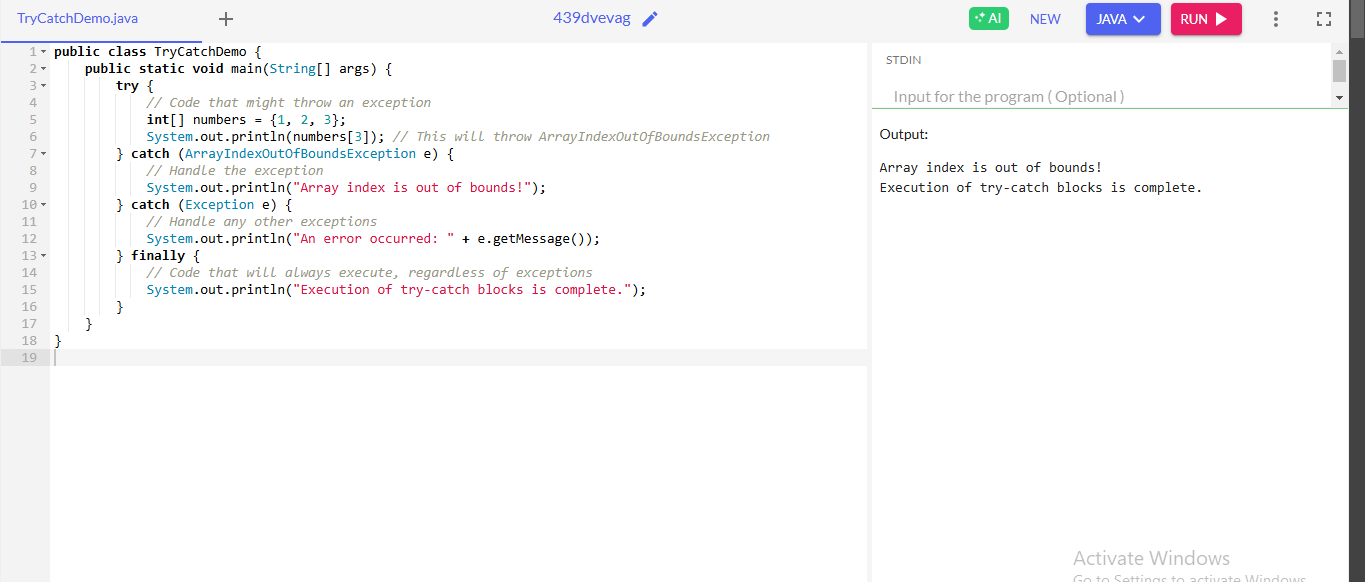 TryCatchDemo.java
439dvevag
AI
NEW
JAVA
RUN
1 public class TryCatchDemo {
2 public static void main(String[] args) {
3 try {
4 // Code that might throw an exception
5 int[] numbers = {1, 2, 3};
6 System.out.println(numbers[3]); // This will throw ArrayIndexOutOfBoundsException
7 } catch (ArrayIndexOutOfBoundsException e) {
8 // Handle the exception
9 System.out.println("Array index is out of bounds!");
10 } catch (Exception e) {
11 // Handle any other exceptions
12 System.out.println("An error occurred: " + e.getMessage());
13 } finally {
14 // Code that will always execute, regardless of exceptions
15 System.out.println("Execution of try-catch blocks is complete.");
16 }
17 }
18 }
19
STDIN
Input for the program ( Optional )
Output:
Array index is out of bounds!
Execution of try-catch blocks is complete.
Activate Windows
Go to Settings to activate Windows.